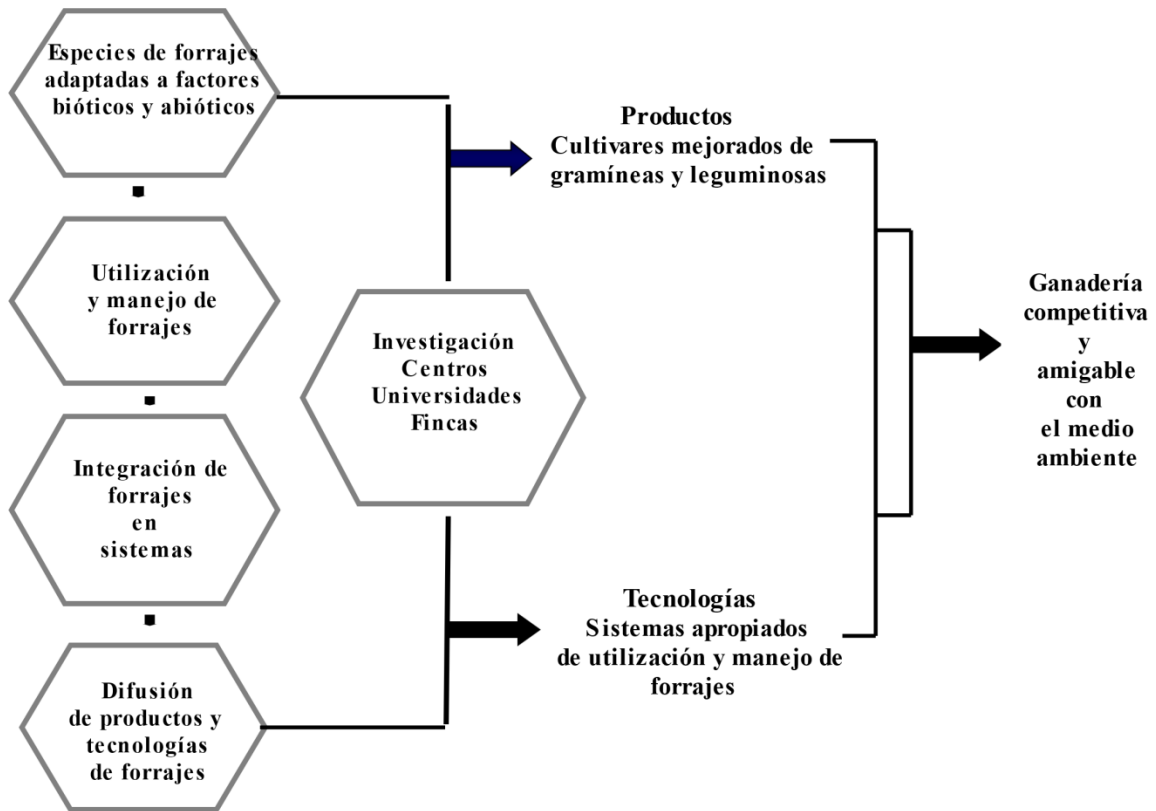 Especies de forrajes
adaptadas a factores
bióticos y abióticos
Utilización
y manejo de
forrajes
Integración de
forrajes
en
sistemas
Difusión
de productos y
tecnologías
de forrajes
Investigación
Centros
Universidades
Fincas
Productos
Cultivares mejorados de
gramíneas y leguminosas
Tecnologías
Sistemas apropiados
de utilización y manejo de
forrajes
Ganadería
competitiva
y
amigable
con
el medio
ambiente